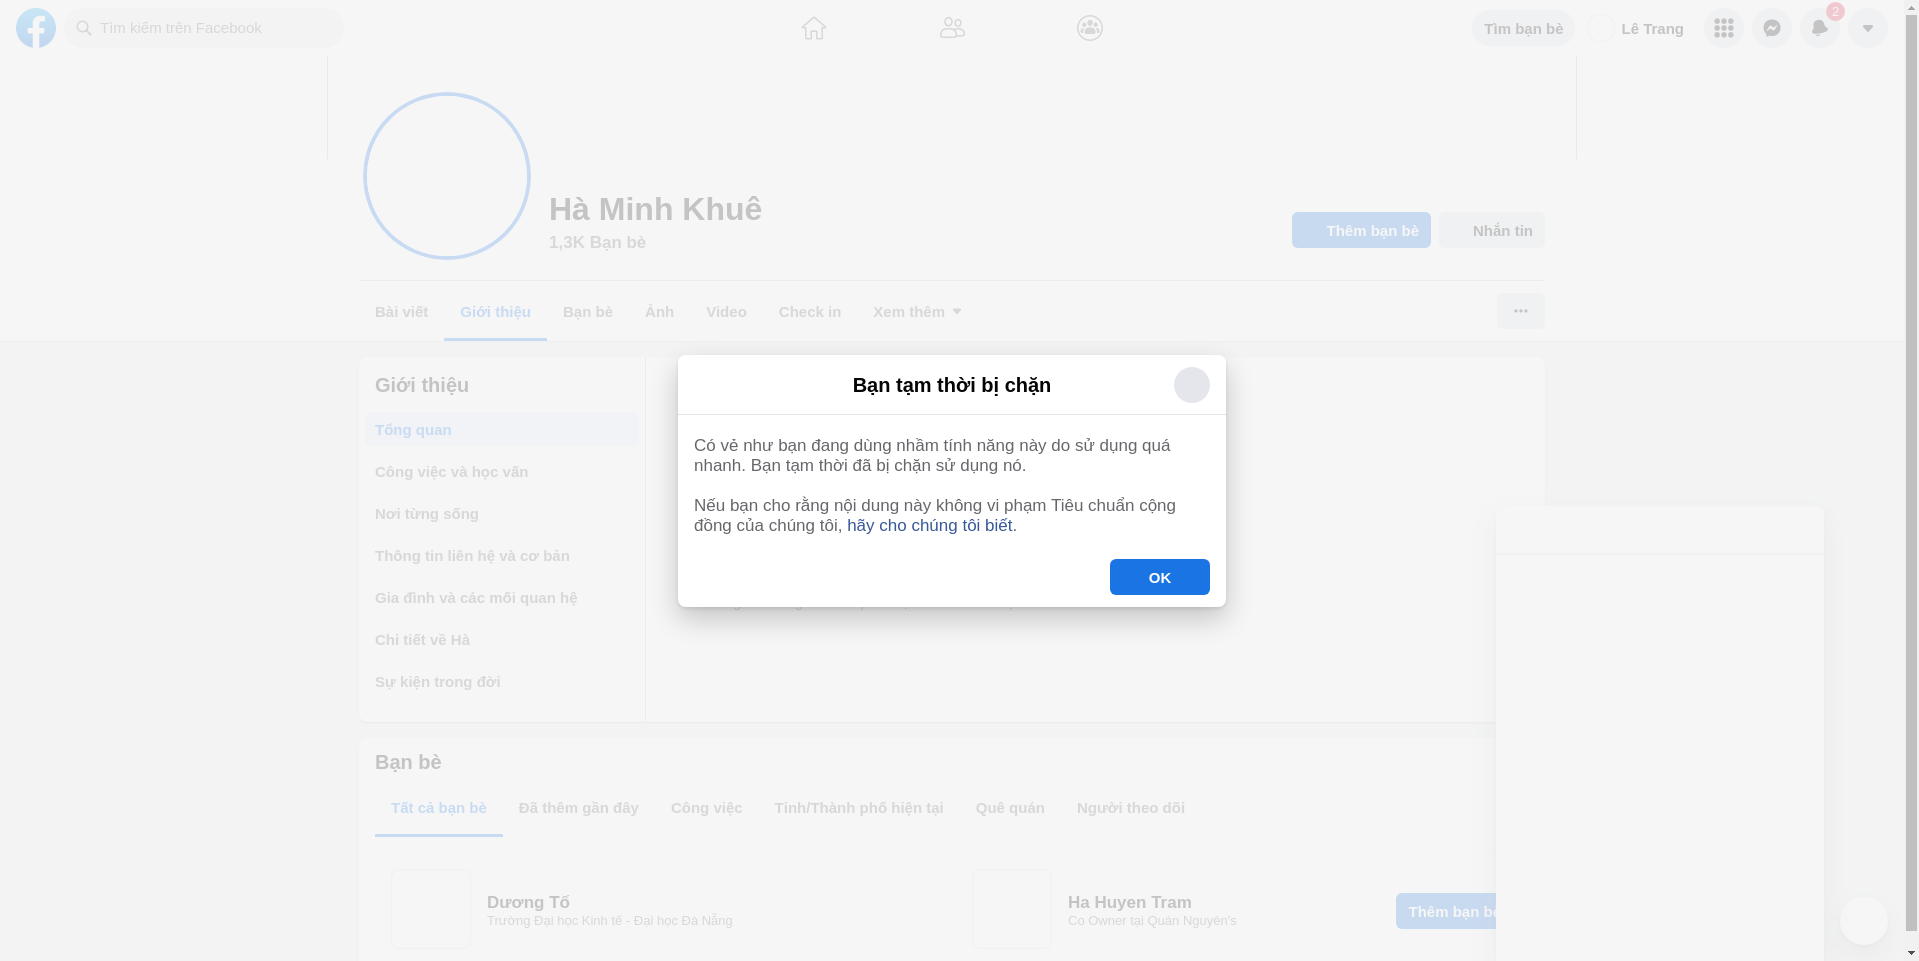 Tìm kiếm trên Facebook
Tìm bạn bè
Lê Trang
2
Hà Minh Khuê
1,3K Bạn bè
Thêm bạn bè
Nhắn tin
Bài viết
Giới thiệu
Bạn bè
Ảnh
Video
Check in
Xem thêm
Giới thiệu
Tổng quan
Công việc và học vấn
Nơi từng sống
Thông tin liên hệ và cơ bản
Gia đình và các mối quan hệ
Chi tiết về Hà
Sự kiện trong đời
Bạn tạm thời bị chặn
Có vẻ như bạn đang dùng nhầm tính năng này do sử dụng quá
nhanh. Bạn tạm thời đã bị chặn sử dụng nó.
Nếu bạn cho rằng nội dung này không vi phạm Tiêu chuẩn cộng
đồng của chúng tôi, hãy cho chúng tôi biết.
OK
Bạn bè
Tất cả bạn bè
Đã thêm gần đây
Công việc
Tỉnh/Thành phố hiện tại
Quê quán
Người theo dõi
Dương Tố
Trường Đại học Kinh tế - Đại học Đà Nẵng
Ha Huyen Tram
Co Owner tại Quán Nguyên's
Thêm bạn